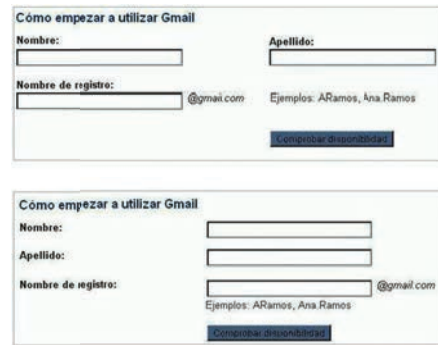 Cómo empezar a utilizar Gmail
Nombre: Apellido:
Nombre de registro:
@gmail.com Ejemplos: ARamos, Ana.Ramos
Comprobar disponibilidad
Cómo empezar a utilizar Gmail
Nombre:
Apellido:
Nombre de registro: @gmail.com
Ejemplos: ARamos, Ana.Ramos
Comprobar disponibilidad